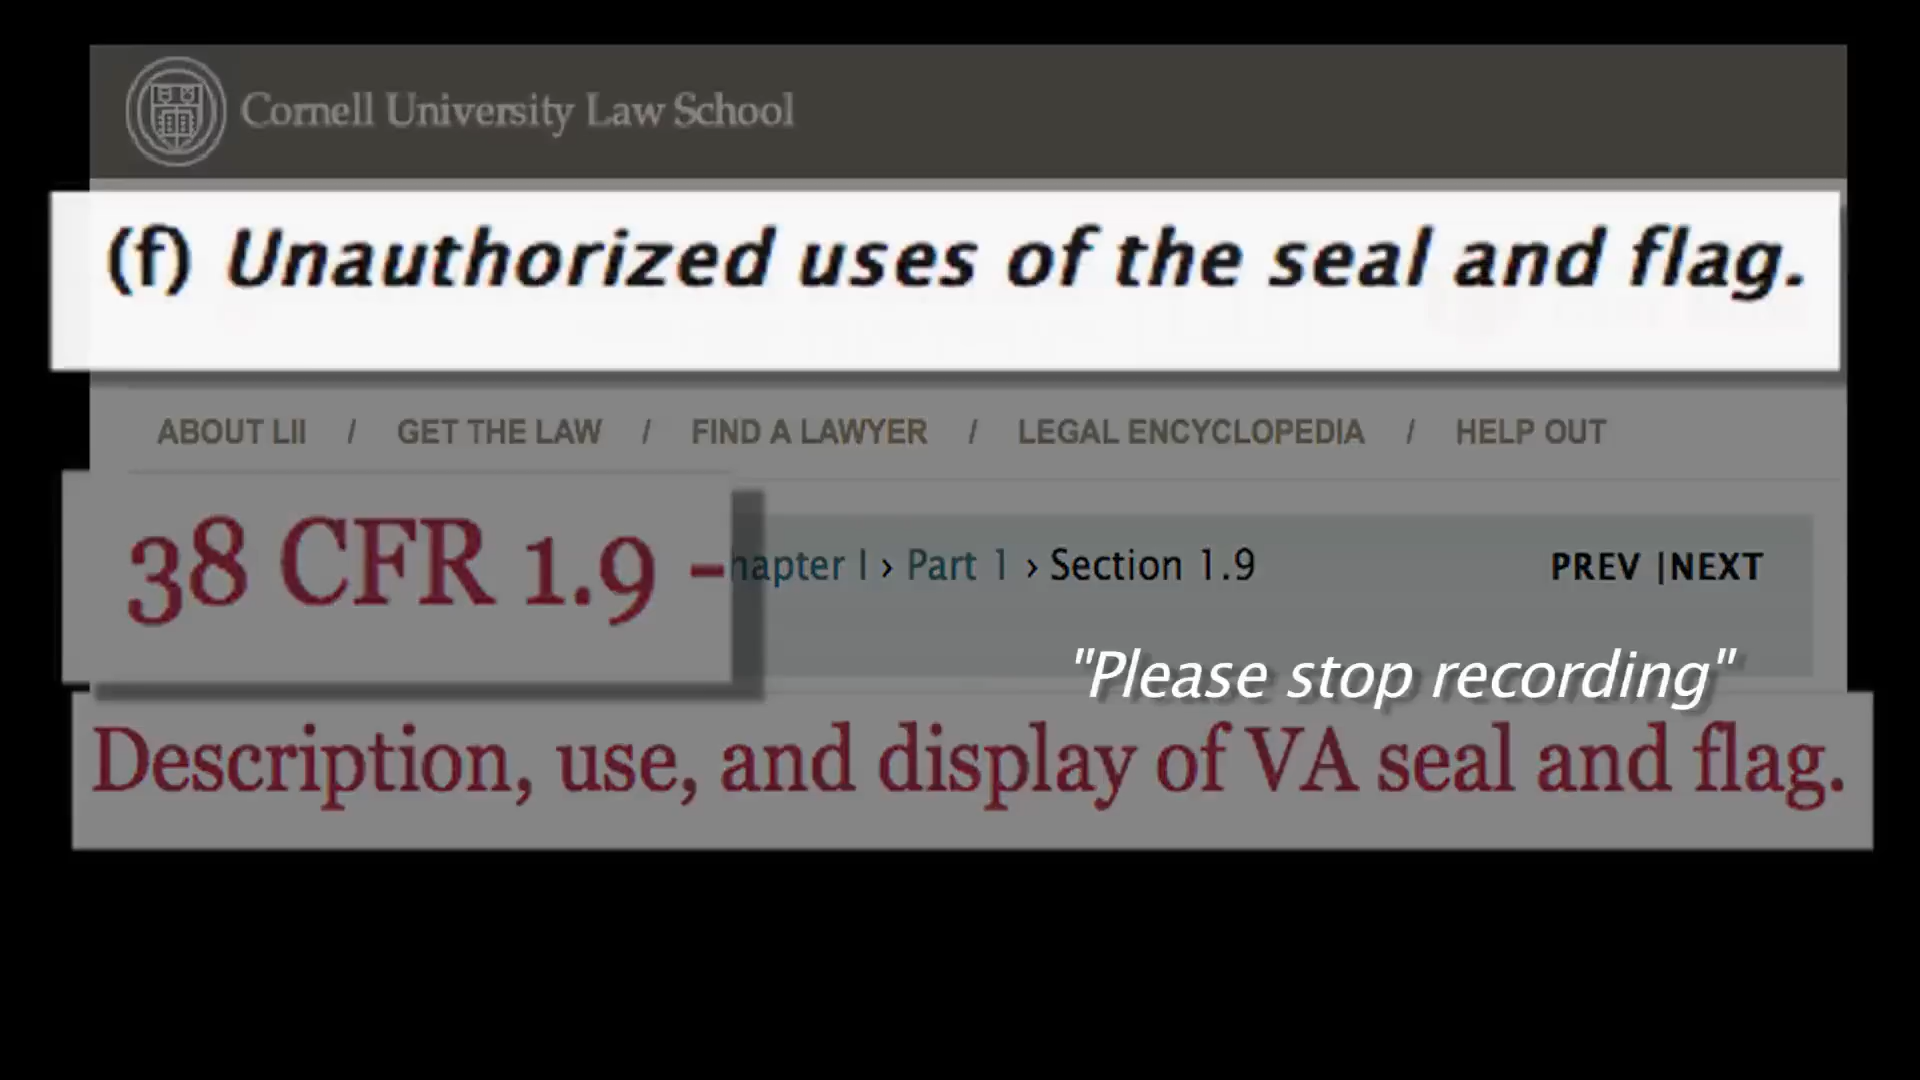 Cornell University Law School
(f) Unauthorized uses of the seal and flag.
ABOUT LII / GET THE LAW / FIND A LAWYER / LEGAL ENCYCLOPEDIA / HELP OUT
38 CFR 1.9 -
hapter I › Part 1 › Section 1.9 PREV |NEXT
"Please stop recording"
Description, use, and display of VA seal and flag.